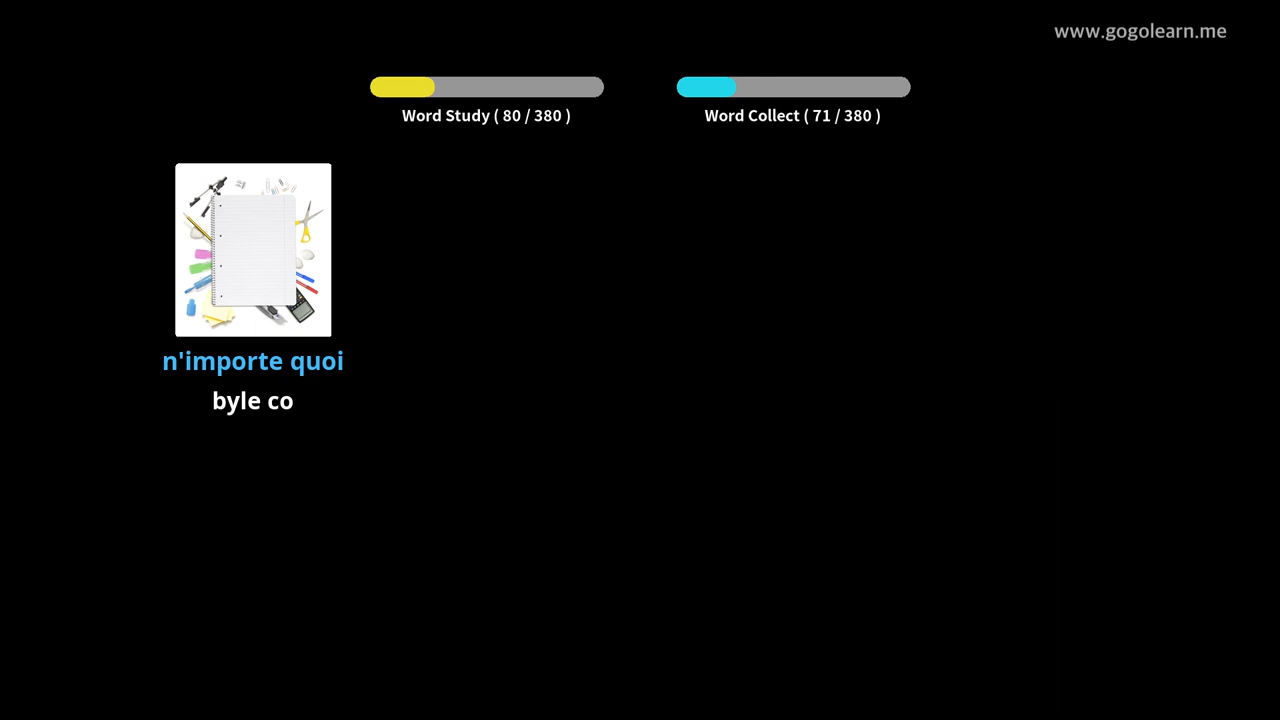 www.gogolearn.me
Word Study ( 80 / 380 )
Word Collect ( 71 / 380 )
n'importe quoi
byle co